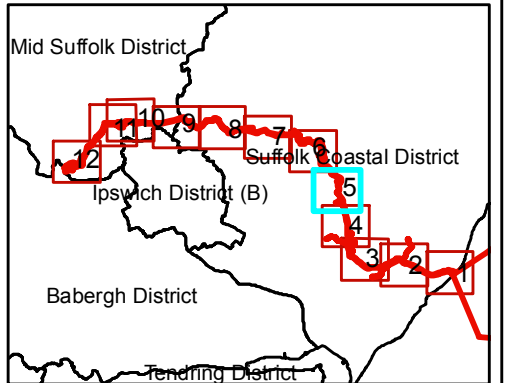 Mid Suffolk District
11
10
9
8
7
6
12
Suffolk Coastal District
5
Ipswich District (B)
4
3
2
1
Babergh District
Tendring District